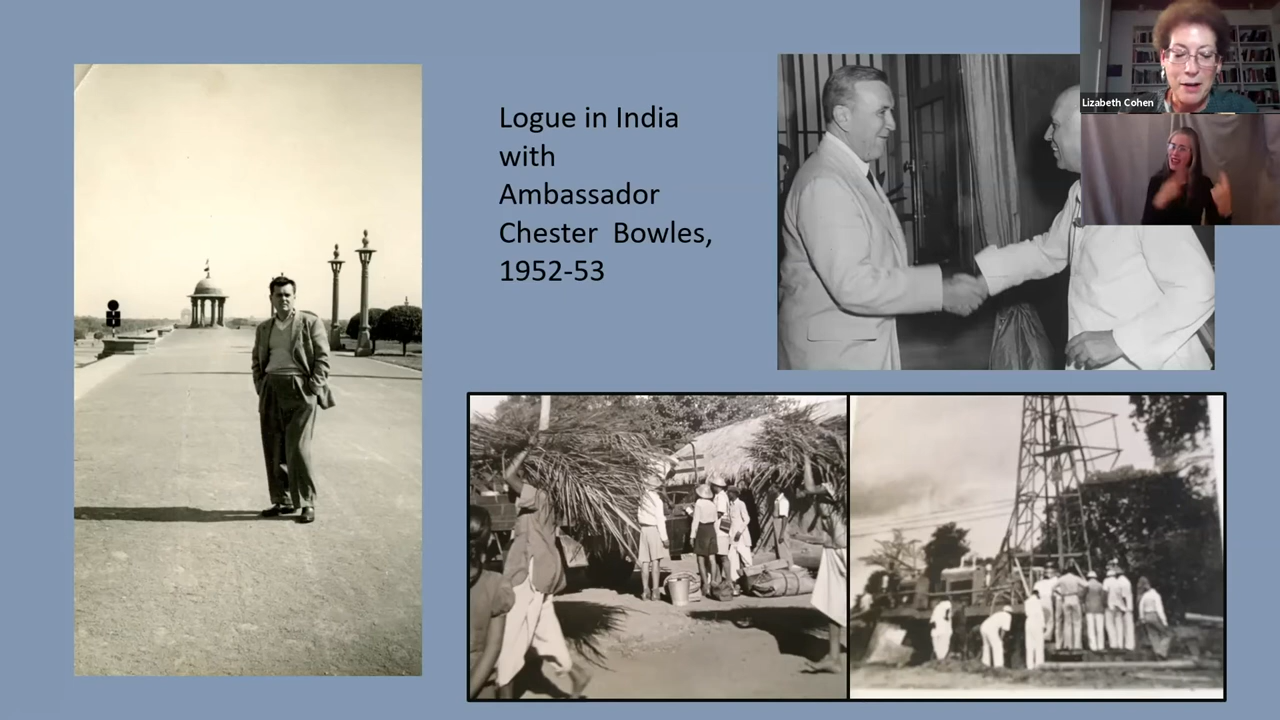 Logue in India
with
Ambassador
Chester Bowles,
1952-53
Lizabeth Cohen